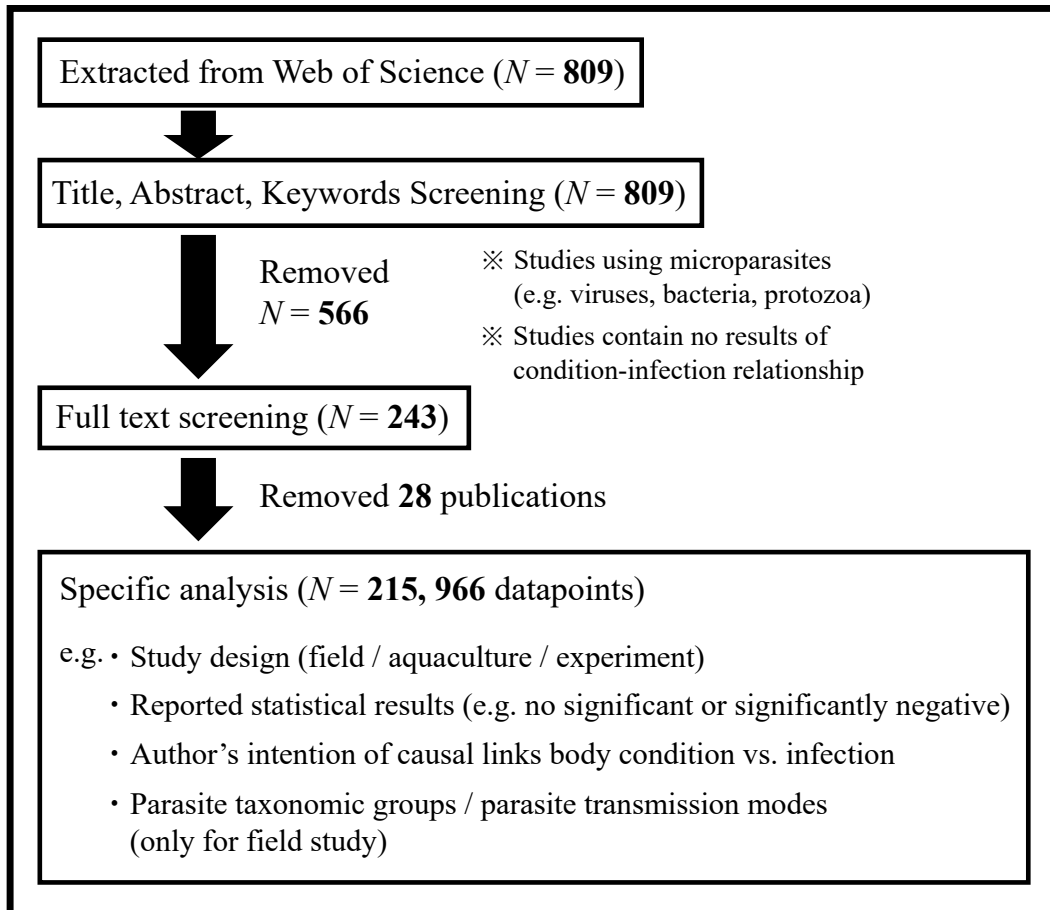 Extracted from Web of Science (N = 809)
Title, Abstract, Keywords Screening (N = 809)
Removed
N = 566
※ Studies using microparasites
(e.g. viruses, bacteria, protozoa)
※ Studies contain no results of
condition-infection relationship
Full text screening (N = 243)
Removed 28 publications
Specific analysis (N = 215, 966 datapoints)
e.g.・Study design (field / aquaculture / experiment)
・Reported statistical results (e.g. no significant or significantly negative)
・Author’s intention of causal links body condition vs. infection
・Parasite taxonomic groups / parasite transmission modes
(only for field study)